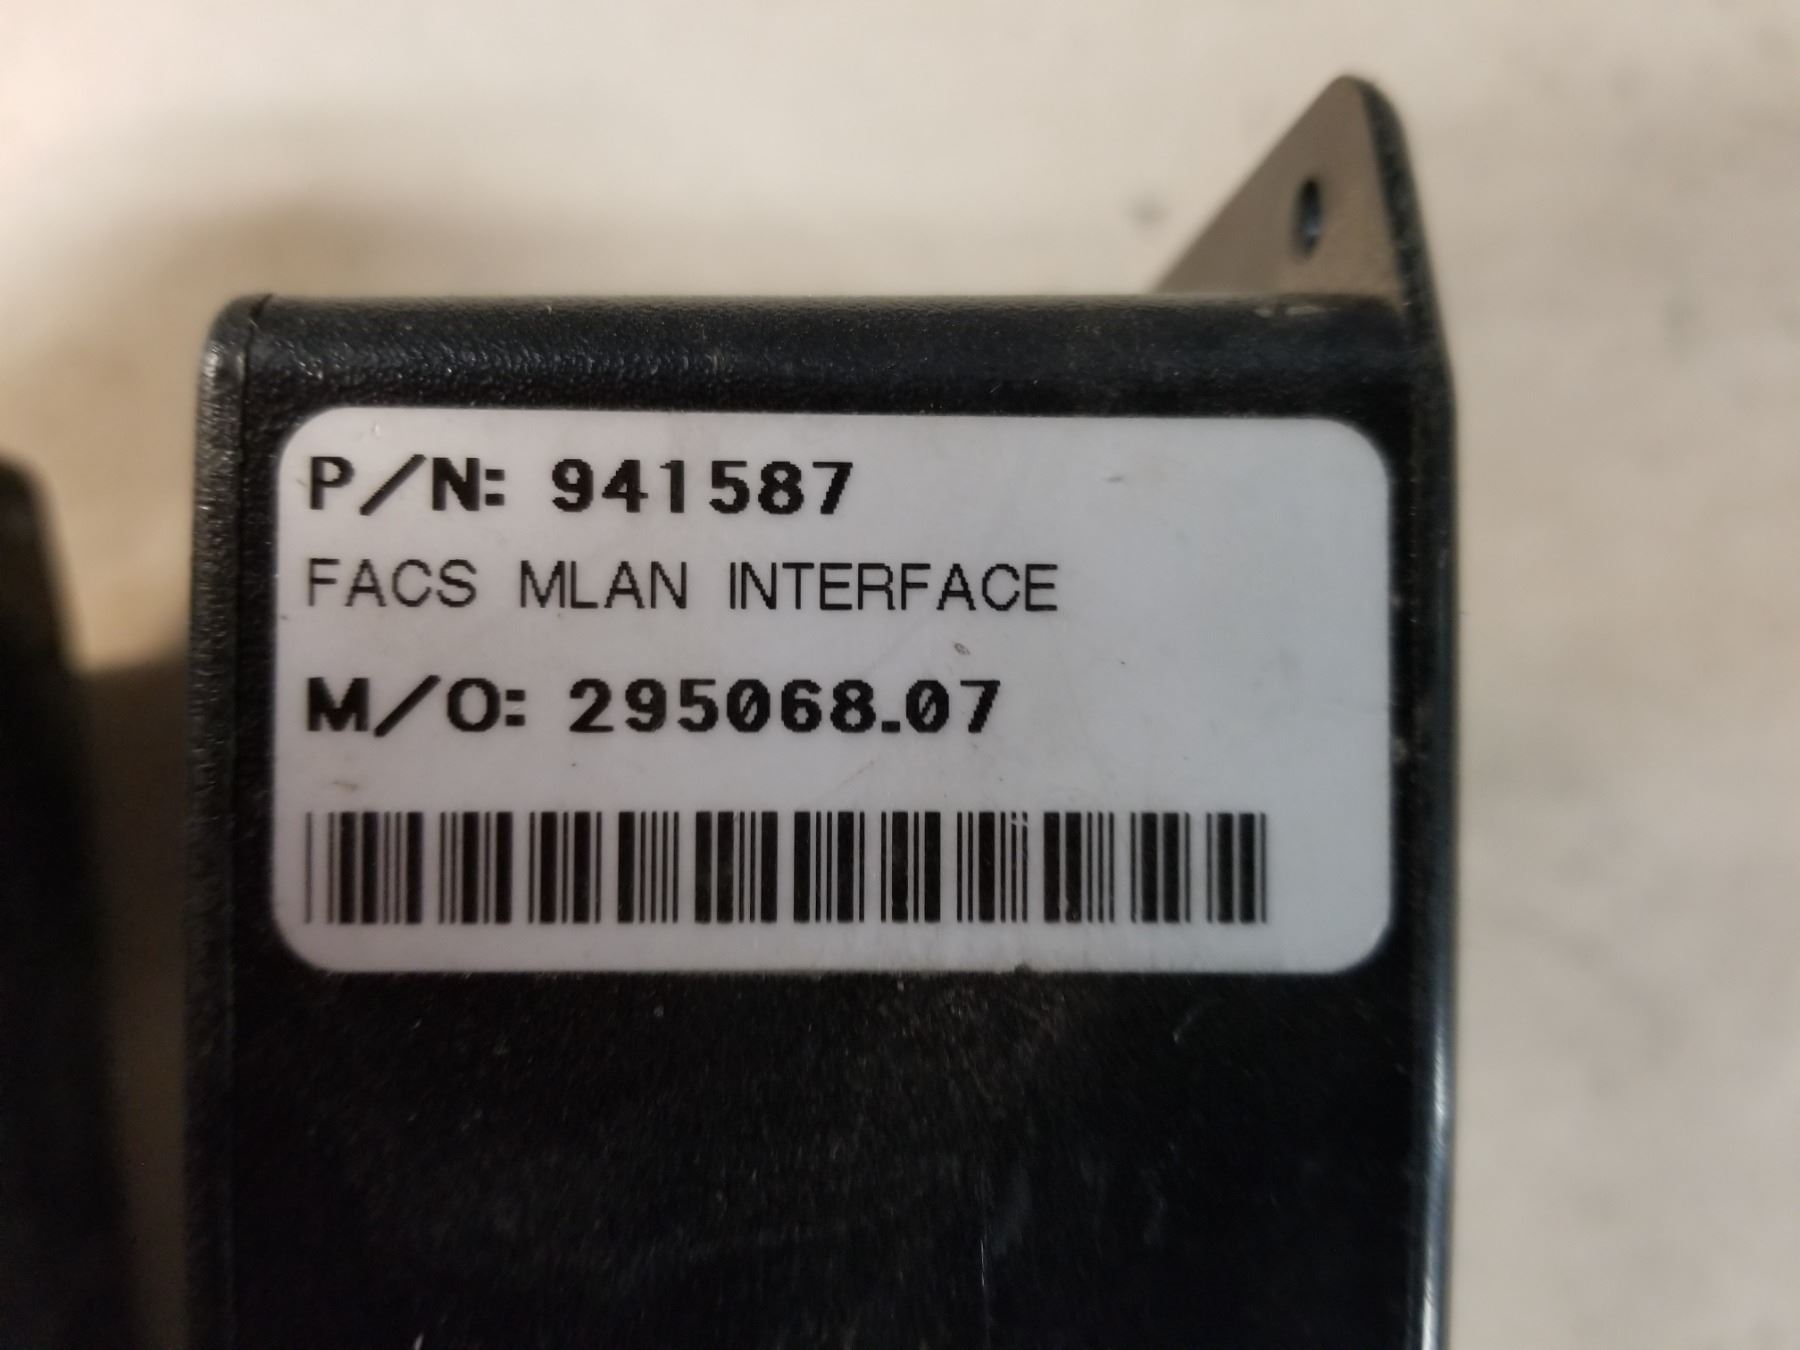 P/N: 941587
FACS MLAN INTERFACE
M/O: 295068.07